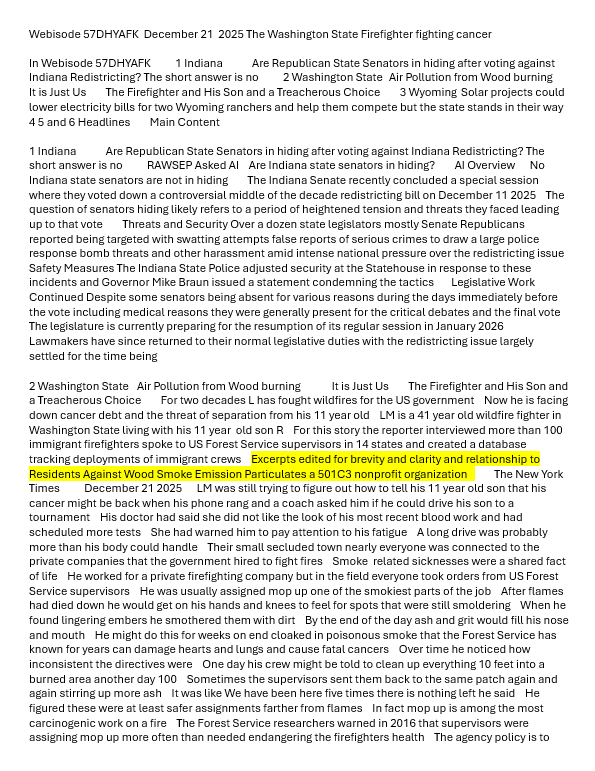 Webisode 57DHYAFK December 21 2025 The Washington State Firefighter fighting cancer
In Webisode 57DHYAFK 1 Indiana Are Republican State Senators in hiding after voting against
Indiana Redistricting? The short answer is no 2 Washington State Air Pollution from Wood burning
It is Just Us The Firefighter and His Son and a Treacherous Choice 3 Wyoming Solar projects could
lower electricity bills for two Wyoming ranchers and help them compete but the state stands in their way
4 5 and 6 Headlines Main Content
1 Indiana Are Republican State Senators in hiding after voting against Indiana Redistricting? The
short answer is no RAWSEP Asked AI Are Indiana state senators in hiding? AI Overview No
Indiana state senators are not in hiding The Indiana Senate recently concluded a special session
where they voted down a controversial middle of the decade redistricting bill on December 11 2025 The
question of senators hiding likely refers to a period of heightened tension and threats they faced leading
up to that vote Threats and Security Over a dozen state legislators mostly Senate Republicans
reported being targeted with swatting attempts false reports of serious crimes to draw a large police
response bomb threats and other harassment amid intense national pressure over the redistricting issue
Safety Measures The Indiana State Police adjusted security at the Statehouse in response to these
incidents and Governor Mike Braun issued a statement condemning the tactics Legislative Work
Continued Despite some senators being absent for various reasons during the days immediately before
the vote including medical reasons they were generally present for the critical debates and the final vote
The legislature is currently preparing for the resumption of its regular session in January 2026
Lawmakers have since returned to their normal legislative duties with the redistricting issue largely
settled for the time being
2 Washington State Air Pollution from Wood burning It is Just Us The Firefighter and His Son and
a Treacherous Choice For two decades L has fought wildfires for the US government Now he is facing
down cancer debt and the threat of separation from his 11 year old LM is a 41 year old wildfire fighter in
Washington State living with his 11 year old son R For this story the reporter interviewed more than 100
immigrant firefighters spoke to US Forest Service supervisors in 14 states and created a database
tracking deployments of immigrant crews Excerpts edited for brevity and clarity and relationship to
Residents Against Wood Smoke Emission Particulates a 501C3 nonprofit organization The New York
Times December 21 2025 LM was still trying to figure out how to tell his 11 year old son that his
cancer might be back when his phone rang and a coach asked him if he could drive his son to a
tournament His doctor had said she did not like the look of his most recent blood work and had
scheduled more tests She had warned him to pay attention to his fatigue A long drive was probably
more than his body could handle Their small secluded town nearly everyone was connected to the
private companies that the government hired to fight fires Smoke related sicknesses were a shared fact
of life He worked for a private firefighting company but in the field everyone took orders from US Forest
Service supervisors He was usually assigned mop up one of the smokiest parts of the job After flames
had died down he would get on his hands and knees to feel for spots that were still smoldering When he
found lingering embers he smothered them with dirt By the end of the day ash and grit would fill his nose
and mouth He might do this for weeks on end cloaked in poisonous smoke that the Forest Service has
known for years can damage hearts and lungs and cause fatal cancers Over time he noticed how
inconsistent the directives were One day his crew might be told to clean up everything 10 feet into a
burned area another day 100 Sometimes the supervisors sent them back to the same patch again and
again stirring up more ash It was like We have been here five times there is nothing left he said He
figured these were at least safer assignments farther from flames In fact mop up is among the most
carcinogenic work on a fire The Forest Service researchers warned in 2016 that supervisors were
assigning mop up more often than needed endangering the firefighters health The agency policy is to